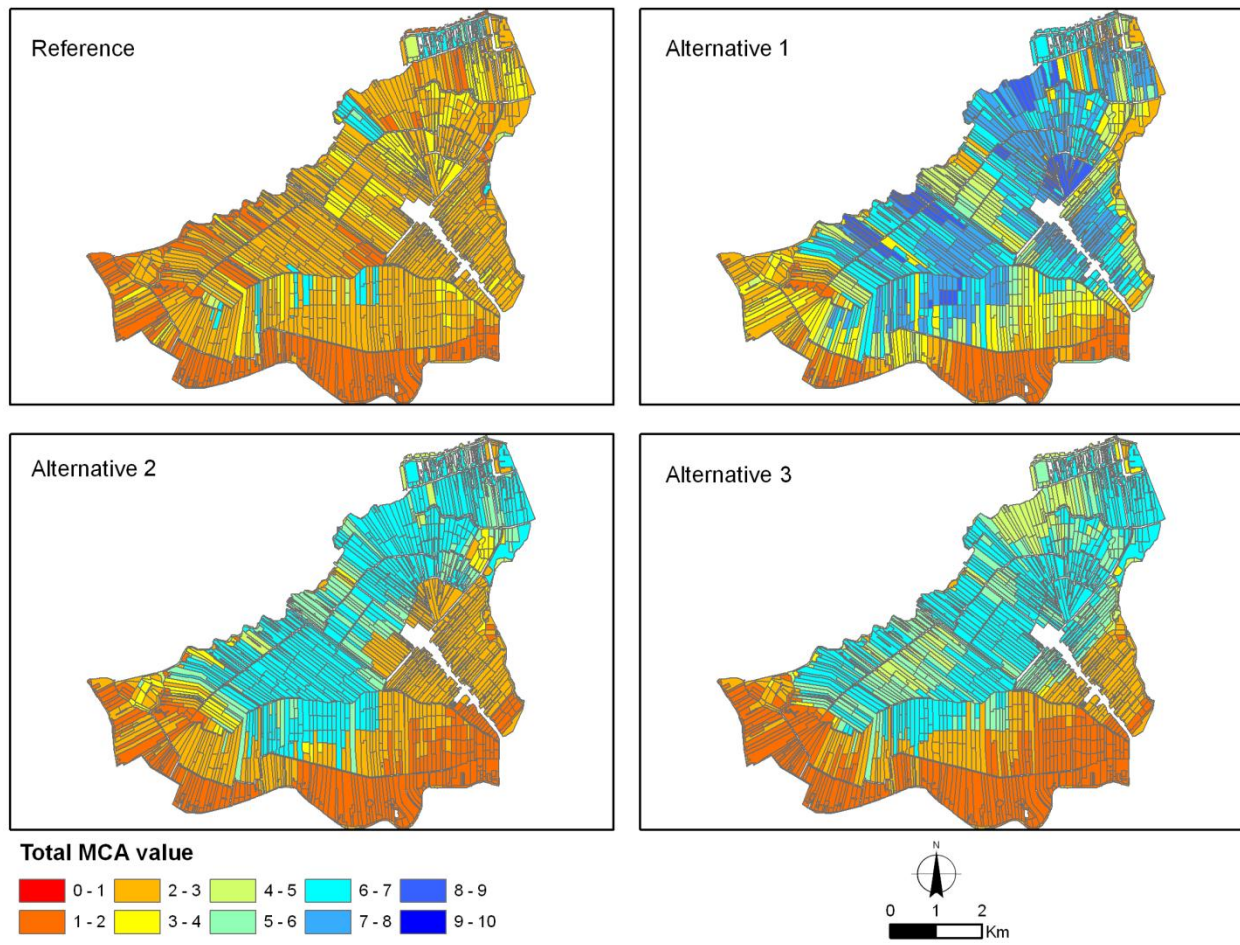 Reference
Alternative 1
Alternative 2
Alternative 3
Total MCA value
0 - 1 2 - 3 4 - 5 6 - 7 8 - 9
1 - 2 3 - 4 5 - 6 7 - 8 9 - 10
N
0 1 2
Km